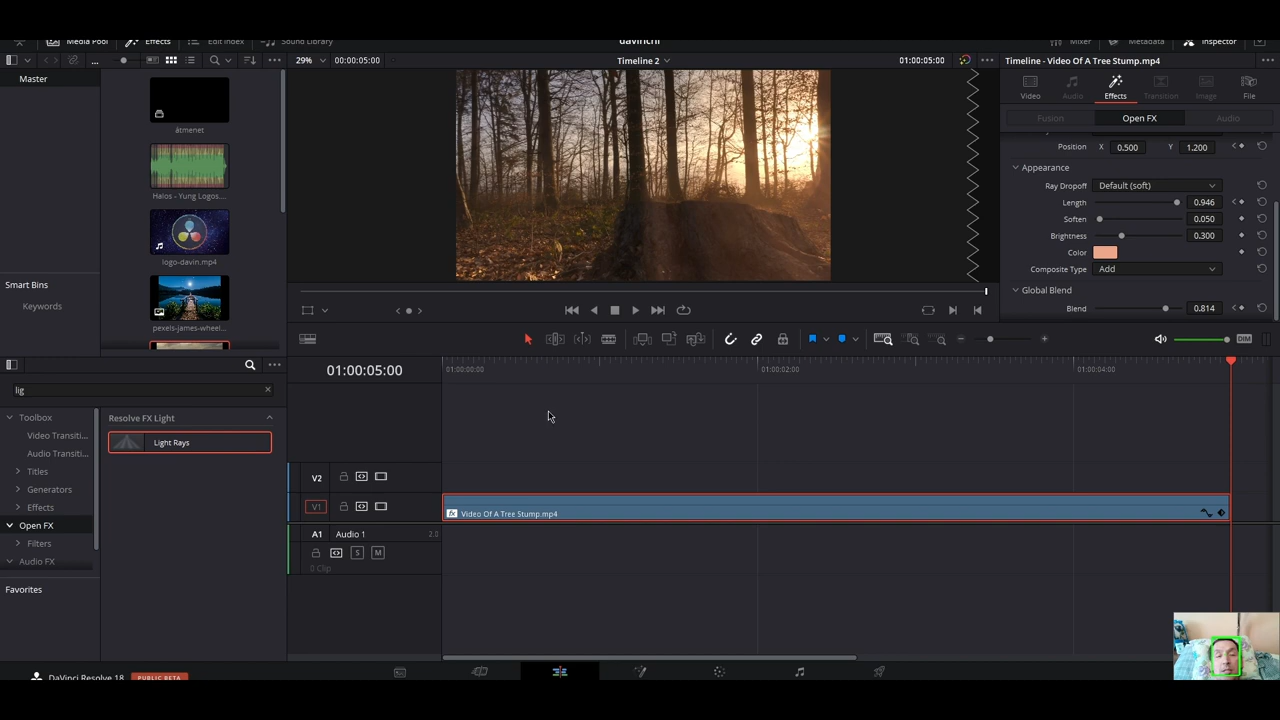 davinchi
Media Pool Effects Edit Index Sound Library Mixer Metadata Inspector
... 29% 00:00:05:00 Timeline 2 01:00:05:00 Timeline - Video Of A Tree Stump.mp4
Master
átmenet
Halos - Yung Logos....
logo-davin.mp4
pexels-james-wheel...
Smart Bins
Keywords
Video Audio Effects Transition Image File
Fusion Open FX Audio
Position X 0.500 Y 1.200
Appearance
Ray Dropoff Default (soft)
Length 0.946
Soften 0.050
Brightness 0.300
Color
Composite Type Add
Global Blend
Blend 0.814
DIM
lig
Toolbox
Video Transiti...
Audio Transiti...
Titles
Generators
Effects
Open FX
Filters
Audio FX
Favorites
Resolve FX Light
Light Rays
01:00:05:00 01:00:00:00 01:00:02:00 01:00:04:00
V2
V1 fx Video Of A Tree Stump.mp4
A1 Audio 1 2.0
S M
0 Clip
DaVinci Resolve 18 PUBLIC BETA